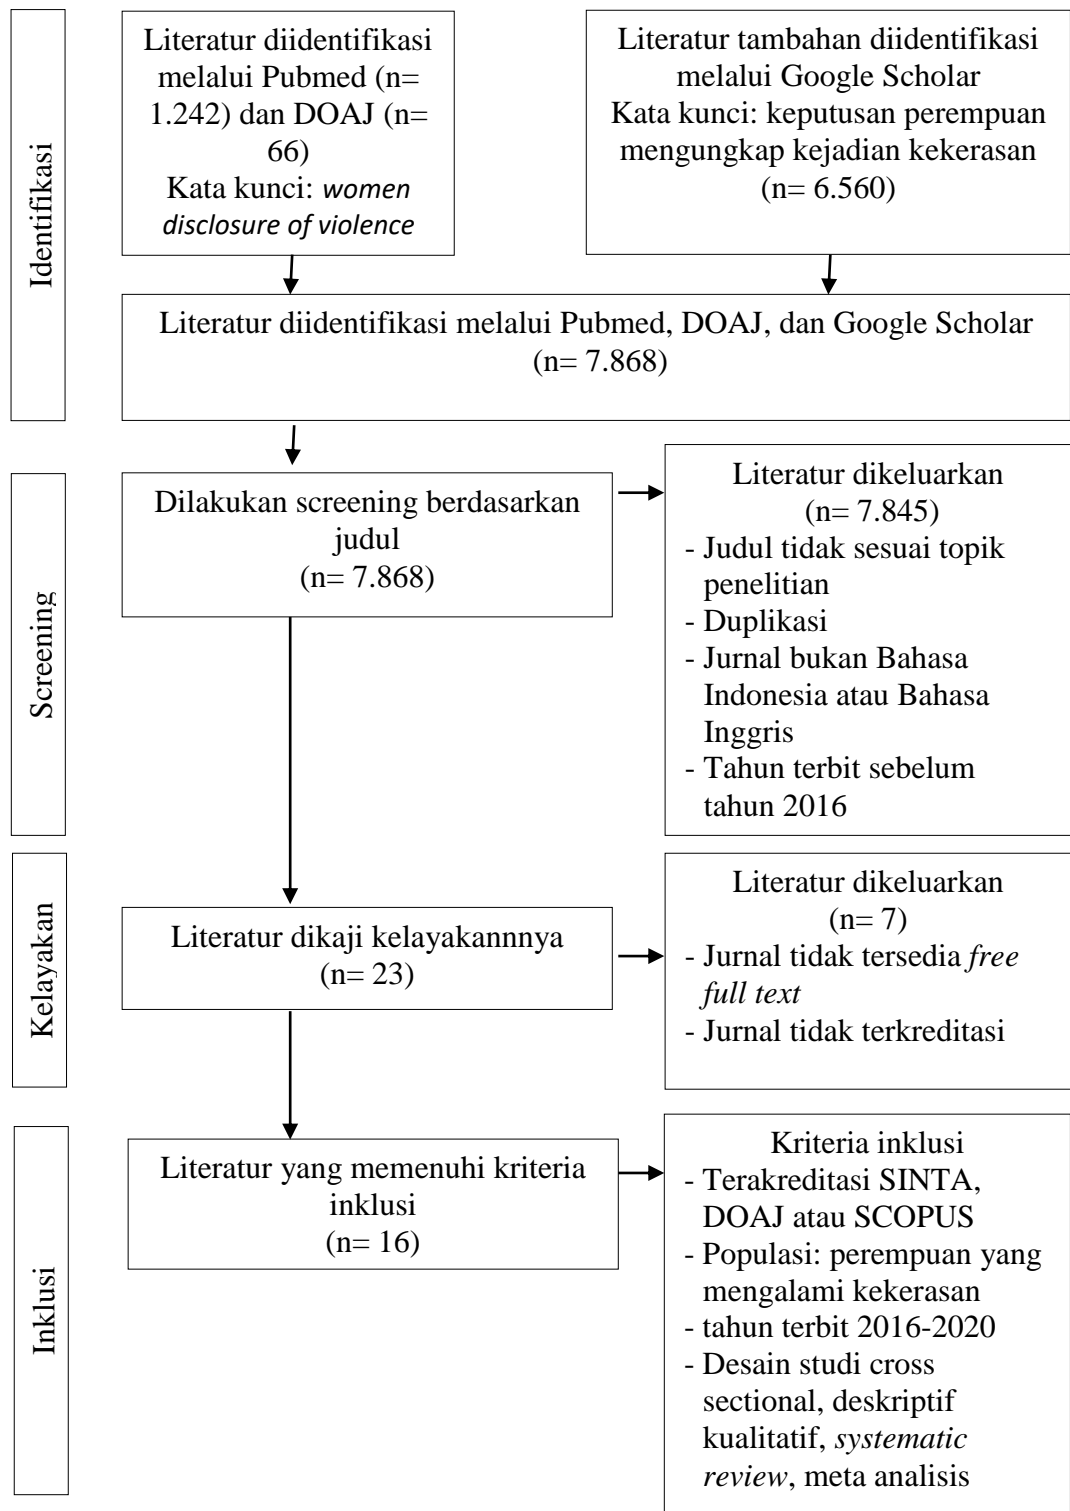 Identifikasi
Literatur diidentifikasi
melalui Pubmed (n=
1.242) dan DOAJ (n=
66)
Kata kunci: women
disclosure of violence
Literatur tambahan diidentifikasi
melalui Google Scholar
Kata kunci: keputusan perempuan
mengungkap kejadian kekerasan
(n= 6.560)
Literatur diidentifikasi melalui Pubmed, DOAJ, dan Google Scholar
(n= 7.868)
Screening
Dilakukan screening berdasarkan
judul
(n= 7.868)
Literatur dikeluarkan
(n= 7.845)
- Judul tidak sesuai topik
penelitian
- Duplikasi
- Jurnal bukan Bahasa
Indonesia atau Bahasa
Inggris
- Tahun terbit sebelum
tahun 2016
Kelayakan
Literatur dikaji kelayakannnya
(n= 23)
Literatur dikeluarkan
(n= 7)
- Jurnal tidak tersedia free
full text
- Jurnal tidak terkreditasi
Inklusi
Literatur yang memenuhi kriteria
inklusi
(n= 16)
Kriteria inklusi
- Terakreditasi SINTA,
DOAJ atau SCOPUS
- Populasi: perempuan yang
mengalami kekerasan
- tahun terbit 2016-2020
- Desain studi cross
sectional, deskriptif
kualitatif, systematic
review, meta analisis